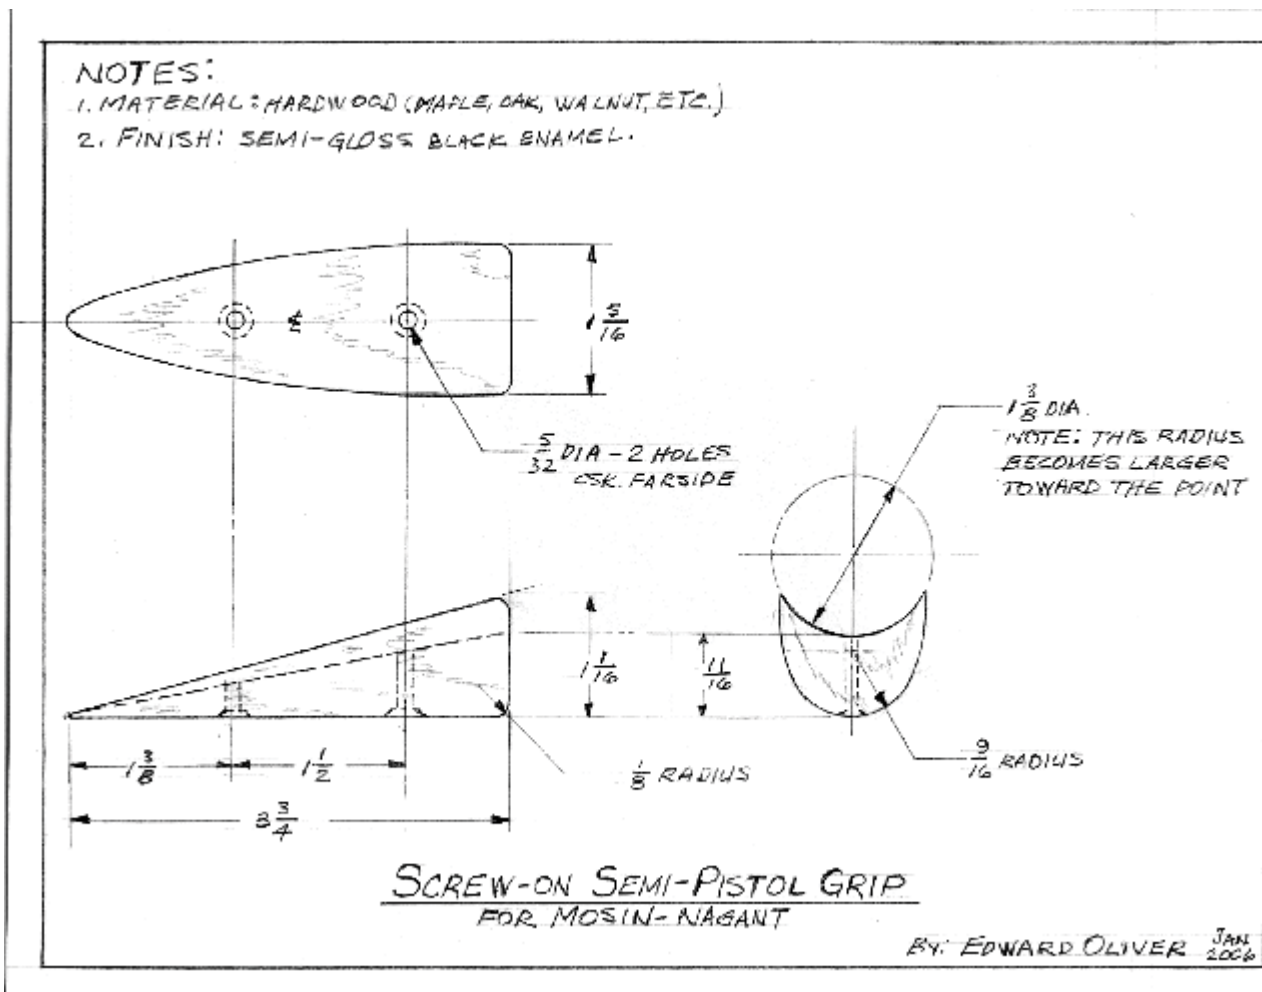 NOTES:
1. MATERIAL: HARDWOOD (MAPLE, OAK, WALNUT, ETC.)
2. FINISH: SEMI-GLOSS BLACK ENAMEL.
℄
1 5/16
5/32 DIA - 2 HOLES
CSK. FARSIDE
1 3/8 DIA.
NOTE: THIS RADIUS
BECOMES LARGER
TOWARD THE POINT
1 1/16
11/16
1 3/8
1 1/2
1/8 RADIUS
9/16 RADIUS
3 3/4
SCREW-ON SEMI-PISTOL GRIP
FOR MOSIN-NAGANT
BY: EDWARD OLIVER JAN
2006